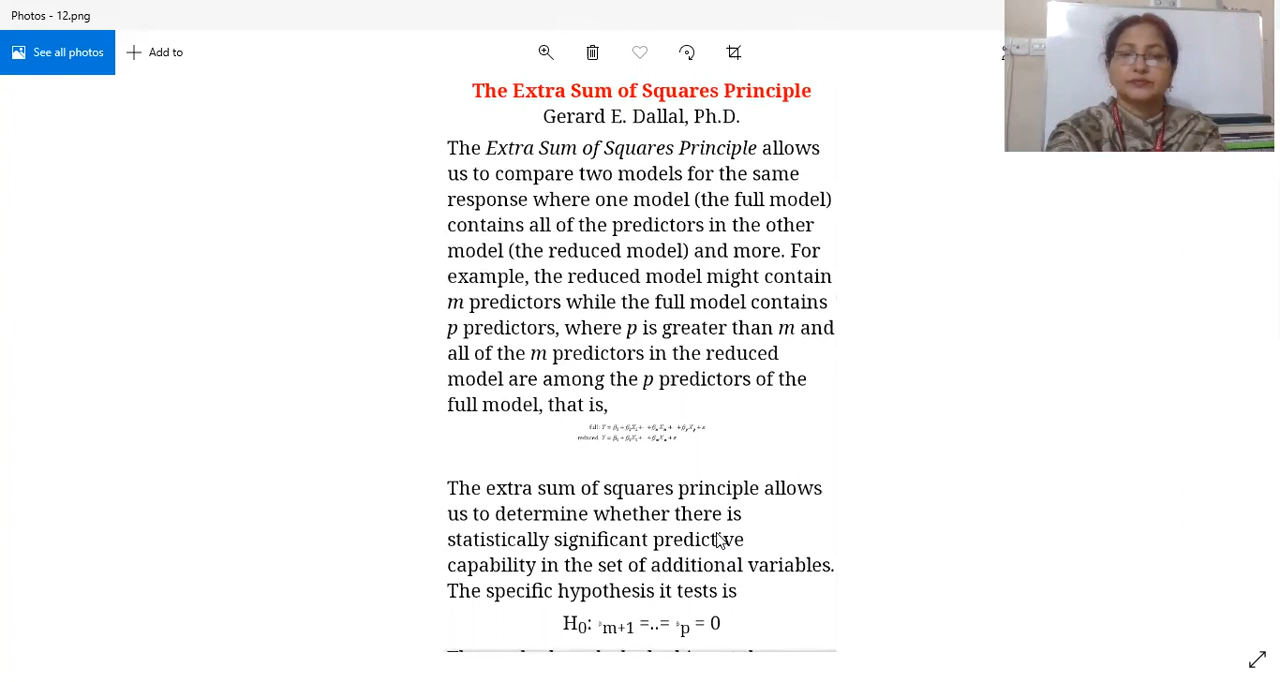 Photos - 12.png
See all photos
Add to
The Extra Sum of Squares Principle
Gerard E. Dallal, Ph.D.
The Extra Sum of Squares Principle allows
us to compare two models for the same
response where one model (the full model)
contains all of the predictors in the other
model (the reduced model) and more. For
example, the reduced model might contain
m predictors while the full model contains
p predictors, where p is greater than m and
all of the m predictors in the reduced
model are among the p predictors of the
full model, that is,
full:
reduced
The extra sum of squares principle allows
us to determine whether there is
statistically significant predictive
capability in the set of additional variables.
The specific hypothesis it tests is
H0: m+1 =..= p = 0